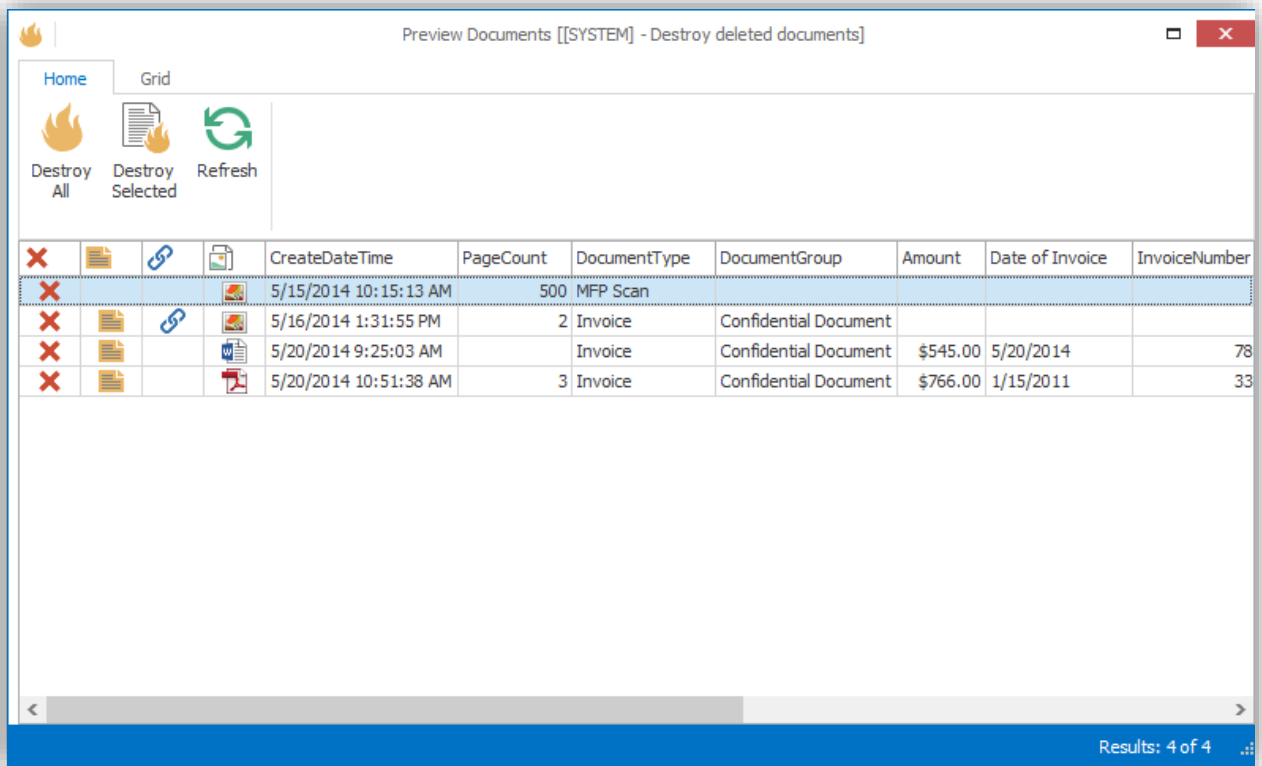 Preview Documents [[SYSTEM] - Destroy deleted documents]
Home Grid
Destroy All Destroy Selected Refresh
CreateDateTime PageCount DocumentType DocumentGroup Amount Date of Invoice InvoiceNumber
5/15/2014 10:15:13 AM 500 MFP Scan
5/16/2014 1:31:55 PM 2 Invoice Confidential Document
5/20/2014 9:25:03 AM Invoice Confidential Document $545.00 5/20/2014 78
5/20/2014 10:51:38 AM 3 Invoice Confidential Document $766.00 1/15/2011 33
Results: 4 of 4